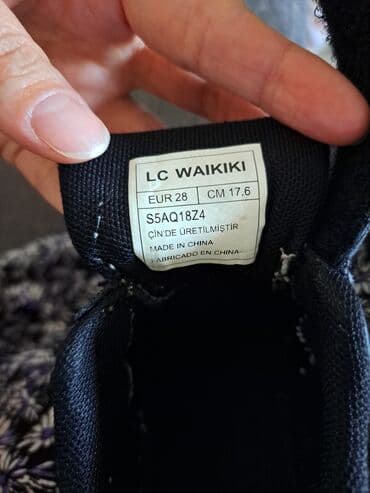 LC WAIKIKI
EUR 28 CM 17.6
S5AQ18Z4
ÇİN'DE ÜRETİLMİŞTİR
MADE IN CHINA
FABRICADO EN CHINA